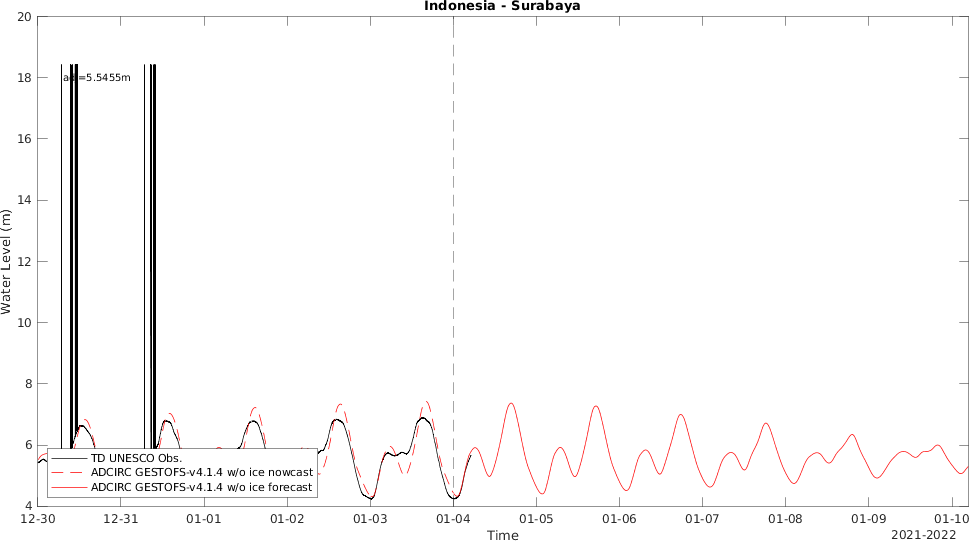 Indonesia - Surabaya
20
18
16
14
12
10
8
6
4
Water Level (m)
=5.5455m
TD UNESCO Obs.
ADCIRC GESTOFS-v4.1.4 w/o ice nowcast
ADCIRC GESTOFS-v4.1.4 w/o ice forecast
12-30 12-31 01-01 01-02 01-03 01-04 01-05 01-06 01-07 01-08 01-09 01-10
Time
2021-2022